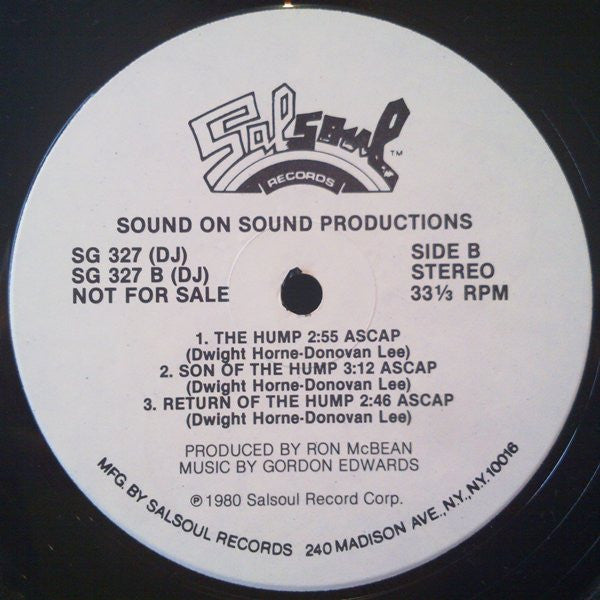 Salsoul™
RECORDS
SOUND ON SOUND PRODUCTIONS
SG 327 (DJ)
SG 327 B (DJ)
NOT FOR SALE
SIDE B
STEREO
33⅓ RPM
1. THE HUMP 2:55 ASCAP
(Dwight Horne-Donovan Lee)
2. SON OF THE HUMP 3:12 ASCAP
(Dwight Horne-Donovan Lee)
3. RETURN OF THE HUMP 2:46 ASCAP
(Dwight Horne-Donovan Lee)
PRODUCED BY RON McBEAN
MUSIC BY GORDON EDWARDS
℗ 1980 Salsoul Record Corp.
MFG. BY SALSOUL RECORDS 240 MADISON AVE., N.Y., N.Y. 10016